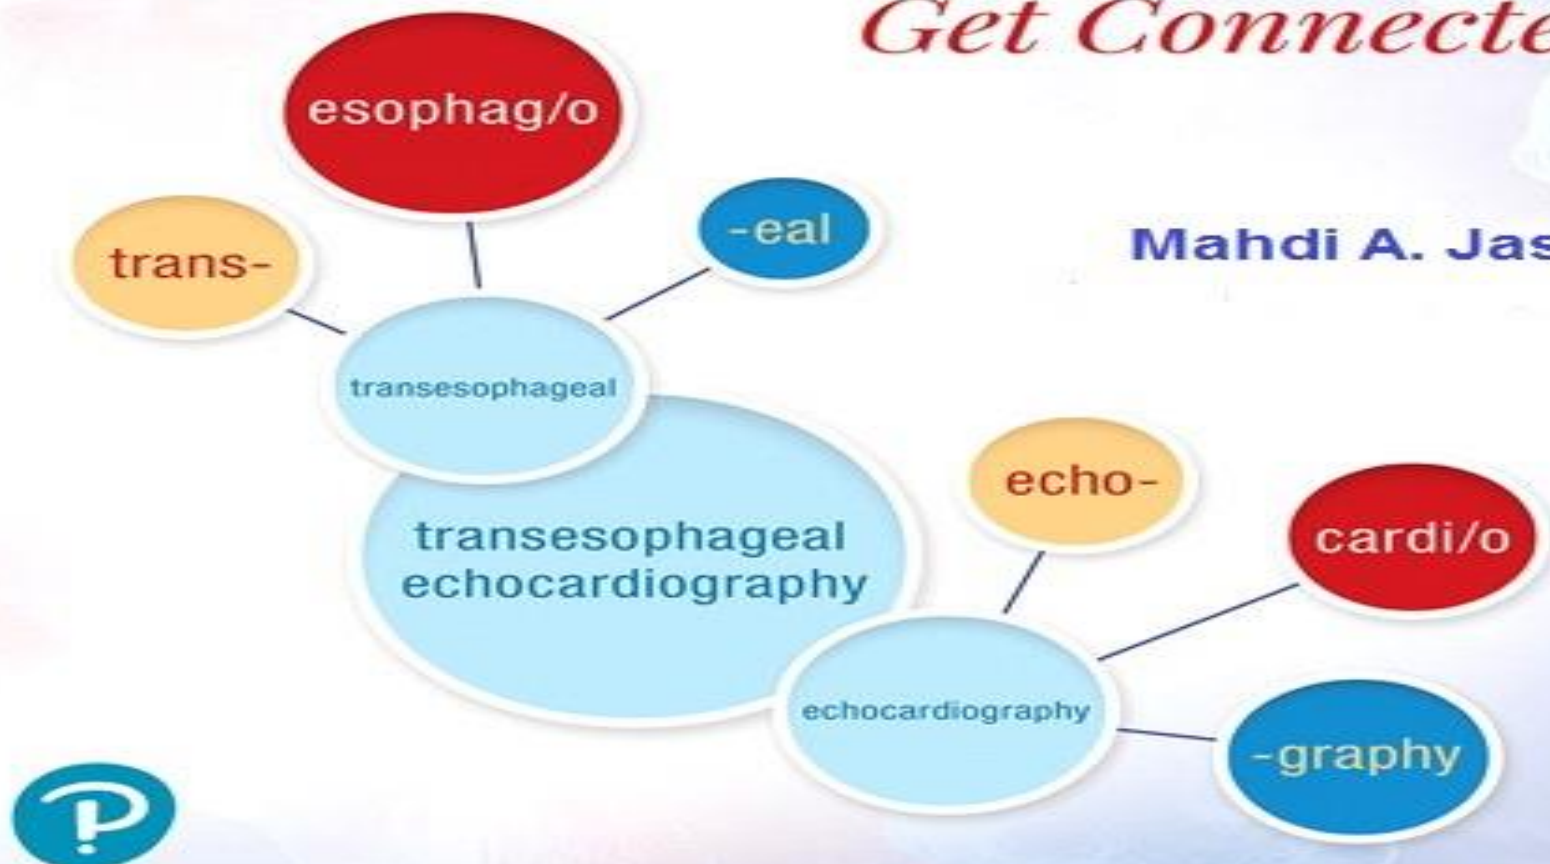 Get Connecte
esophag/o
-eal
trans-
Mahdi A. Jas
transesophageal
echo-
cardi/o
transesophageal
echocardiography
echocardiography
-graphy